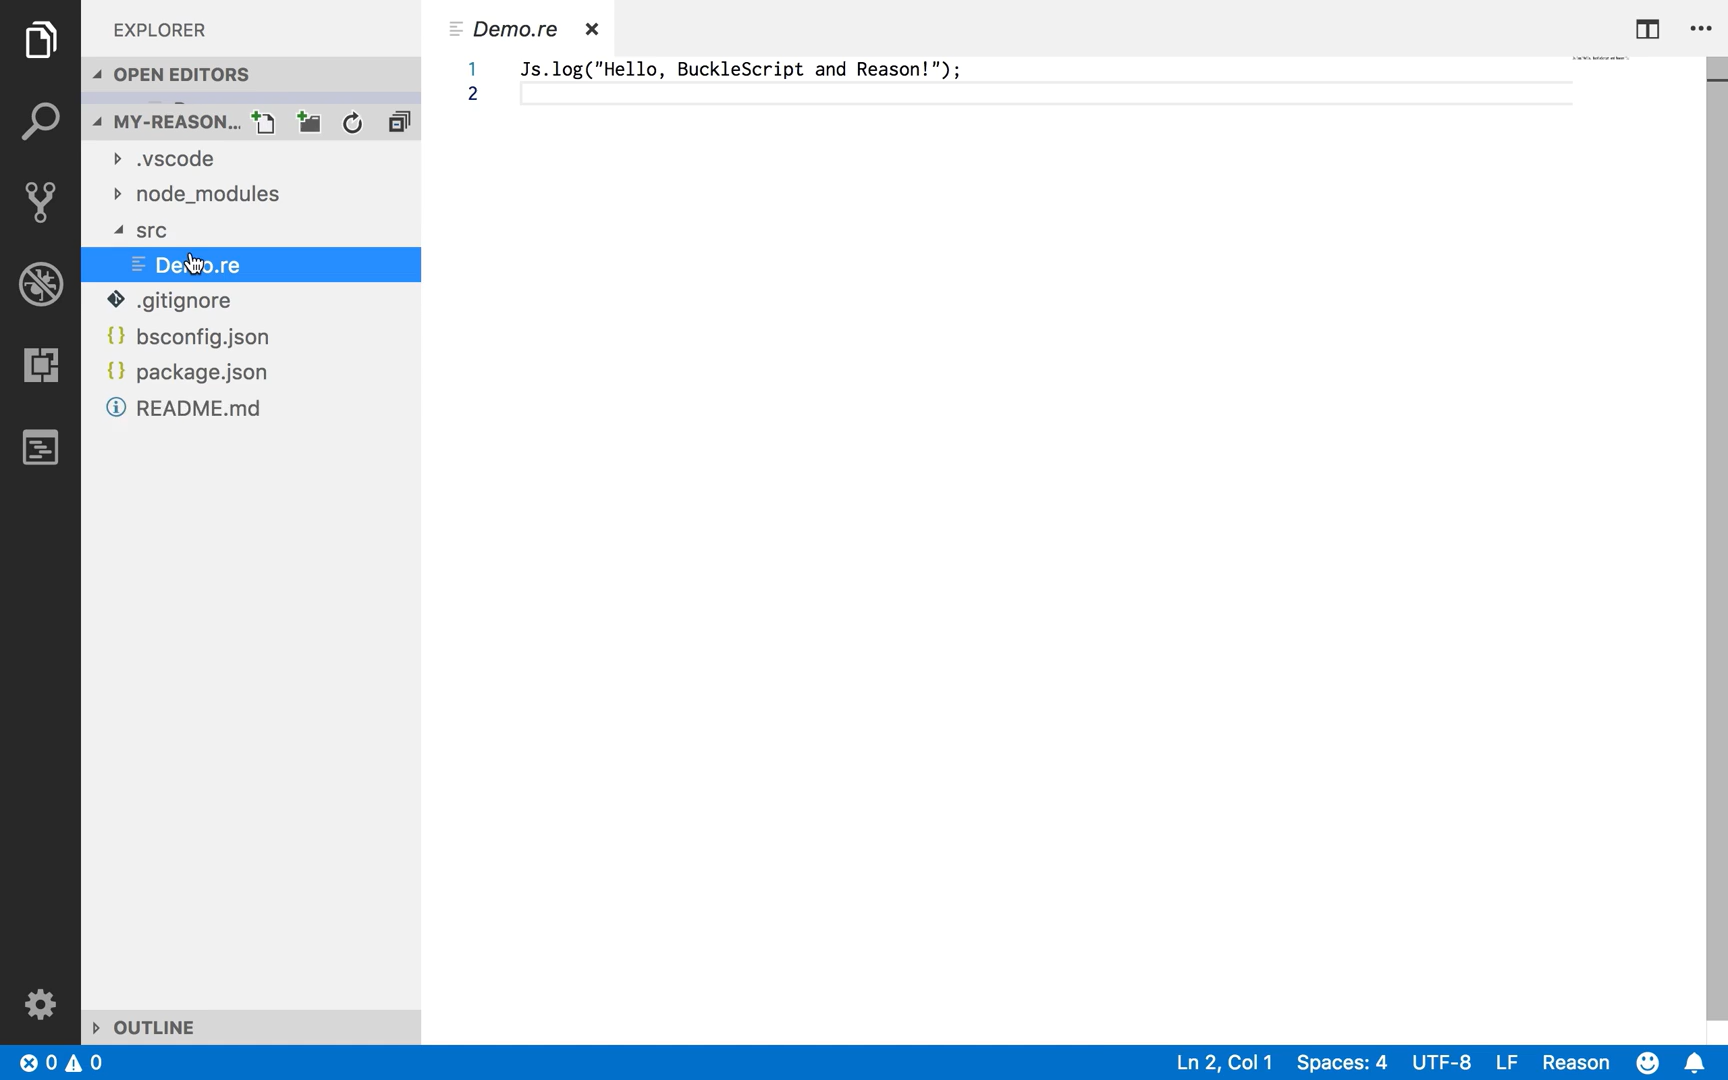 EXPLORER
OPEN EDITORS
MY-REASON...
.vscode
node_modules
src
Demo.re
.gitignore
bsconfig.json
package.json
README.md
OUTLINE
Demo.re
1 Js.log("Hello, BuckleScript and Reason!");
2
0 0
Ln 2, Col 1 Spaces: 4 UTF-8 LF Reason